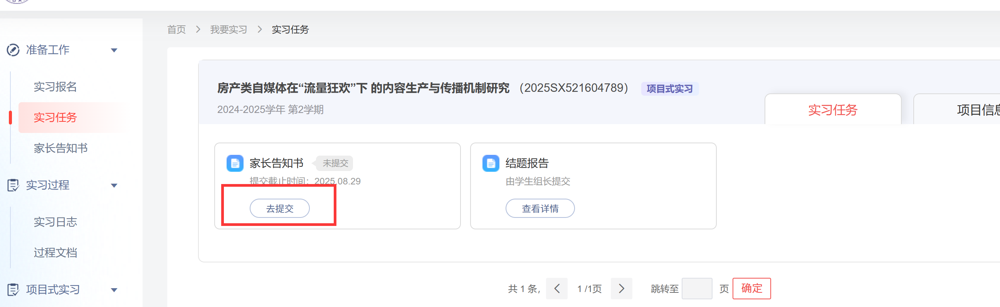 首页 > 我要实习 > 实习任务
准备工作
实习报名
实习任务
家长告知书
实习过程
实习日志
过程文档
项目式实习
房产类自媒体在“流量狂欢”下 的内容生产与传播机制研究 （2025SX521604789） 项目式实习
2024-2025学年 第2学期
实习任务
项目信息
家长告知书 未提交
提交截止时间：2025.08.29
去提交
结题报告
由学生组长提交
查看详情
共 1 条, < 1 /1页 > 跳转至 页 确定